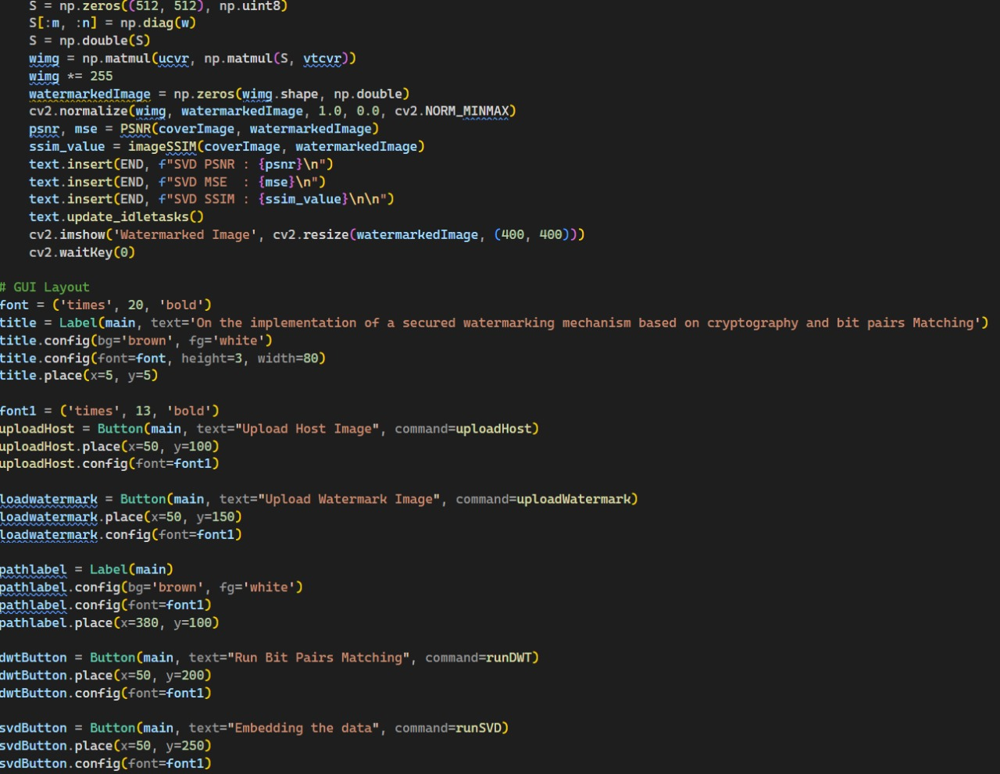 S = np.zeros((512, 512), np.uint8)
S[:m, :n] = np.diag(w)
S = np.double(S)
wimg = np.matmul(ucvr, np.matmul(S, vtcvr))
wimg *= 255
watermarkedImage = np.zeros(wimg.shape, np.double)
cv2.normalize(wimg, watermarkedImage, 1.0, 0.0, cv2.NORM_MINMAX)
psnr, mse = PSNR(coverImage, watermarkedImage)
ssim_value = imageSSIM(coverImage, watermarkedImage)
text.insert(END, f"SVD PSNR : {psnr}\n")
text.insert(END, f"SVD MSE  : {mse}\n")
text.insert(END, f"SVD SSIM : {ssim_value}\n\n")
text.update_idletasks()
cv2.imshow('Watermarked Image', cv2.resize(watermarkedImage, (400, 400)))
cv2.waitKey(0)
# GUI Layout
font = ('times', 20, 'bold')
title = Label(main, text='On the implementation of a secured watermarking mechanism based on cryptography and bit pairs Matching')
title.config(bg='brown', fg='white')
title.config(font=font, height=3, width=80)
title.place(x=5, y=5)
font1 = ('times', 13, 'bold')
uploadHost = Button(main, text="Upload Host Image", command=uploadHost)
uploadHost.place(x=50, y=100)
uploadHost.config(font=font1)
loadwatermark = Button(main, text="Upload Watermark Image", command=uploadWatermark)
loadwatermark.place(x=50, y=150)
loadwatermark.config(font=font1)
pathlabel = Label(main)
pathlabel.config(bg='brown', fg='white')
pathlabel.config(font=font1)
pathlabel.place(x=380, y=100)
dwtButton = Button(main, text="Run Bit Pairs Matching", command=runDWT)
dwtButton.place(x=50, y=200)
dwtButton.config(font=font1)
svdButton = Button(main, text="Embedding the data", command=runSVD)
svdButton.place(x=50, y=250)
svdButton.config(font=font1)